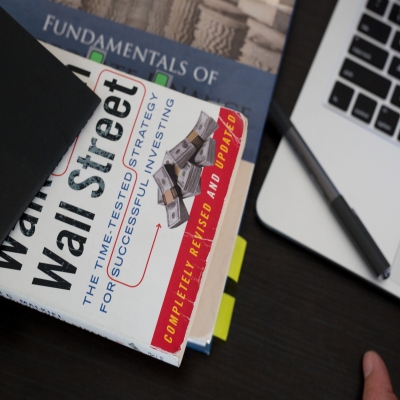 FUNDAMENTALS OF
Wall Street
THE TIME-TESTED STRATEGY
FOR SUCCESSFUL INVESTING
COMPLETELY REVISED AND UPDATED